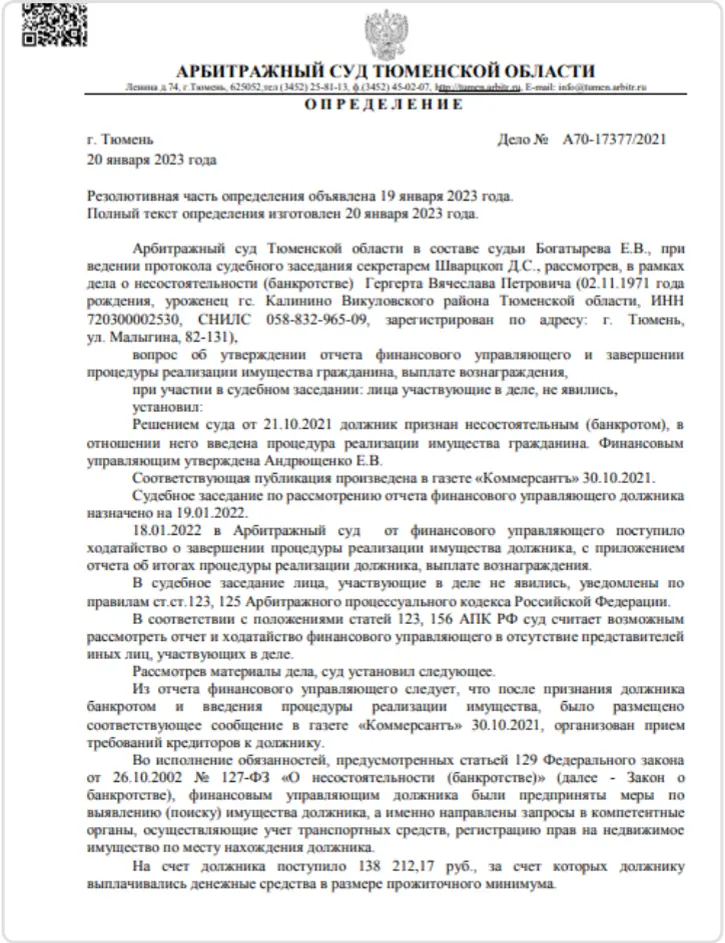 АРБИТРАЖНЫЙ СУД ТЮМЕНСКОЙ ОБЛАСТИ
Ленина д.74, г.Тюмень, 625052,тел (3452) 25-81-13, ф.(3452) 45-02-07, http://tumen.arbitr.ru, E-mail: info@tumen.arbitr.ru
ОПРЕДЕЛЕНИЕ
г. Тюмень Дело № А70-17377/2021
20 января 2023 года
Резолютивная часть определения объявлена 19 января 2023 года.
Полный текст определения изготовлен 20 января 2023 года.
Арбитражный суд Тюменской области в составе судьи Богатырева Е.В., при
ведении протокола судебного заседания секретарем Шварцкоп Д.С., рассмотрев, в рамках
дела о несостоятельности (банкротстве) Гергерта Вячеслава Петровича (02.11.1971 года
рождения, уроженец гс. Калинино Викуловского района Тюменской области, ИНН
720300002530, СНИЛС 058-832-965-09, зарегистрирован по адресу: г. Тюмень,
ул. Малыгина, 82-131),
вопрос об утверждении отчета финансового управляющего и завершении
процедуры реализации имущества гражданина, выплате вознаграждения,
при участии в судебном заседании: лица участвующие в деле, не явились,
установил:
Решением суда от 21.10.2021 должник признан несостоятельным (банкротом), в
отношении него введена процедура реализации имущества гражданина. Финансовым
управляющим утверждена Андрющенко Е.В.
Соответствующая публикация произведена в газете «Коммерсантъ» 30.10.2021.
Судебное заседание по рассмотрению отчета финансового управляющего должника
назначено на 19.01.2022.
18.01.2022 в Арбитражный суд от финансового управляющего поступило
ходатайство о завершении процедуры реализации имущества должника, с приложением
отчета об итогах процедуры реализации должника, выплате вознаграждения.
В судебное заседание лица, участвующие в деле не явились, уведомлены по
правилам ст.ст.123, 125 Арбитражного процессуального кодекса Российской Федерации.
В соответствии с положениями статей 123, 156 АПК РФ суд считает возможным
рассмотреть отчет и ходатайство финансового управляющего в отсутствие представителей
иных лиц, участвующих в деле.
Рассмотрев материалы дела, суд установил следующее.
Из отчета финансового управляющего следует, что после признания должника
банкротом и введения процедуры реализации имущества, было размещено
соответствующее сообщение в газете «Коммерсантъ» 30.10.2021, организован прием
требований кредиторов к должнику.
Во исполнение обязанностей, предусмотренных статьей 129 Федерального закона
от 26.10.2002 № 127-ФЗ «О несостоятельности (банкротстве)» (далее - Закон о
банкротстве), финансовым управляющим должника были предприняты меры по
выявлению (поиску) имущества должника, а именно направлены запросы в компетентные
органы, осуществляющие учет транспортных средств, регистрацию прав на недвижимое
имущество по месту нахождения должника.
На счет должника поступило 138 212,17 руб., за счет которых должнику
выплачивались денежные средства в размере прожиточного минимума.